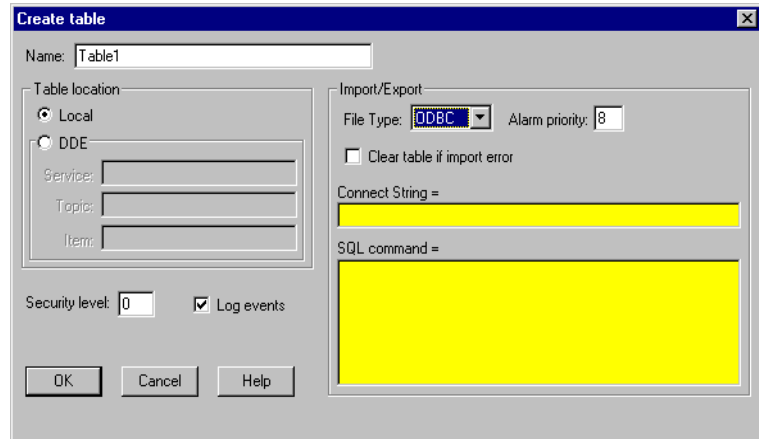 Create table
Name: Table1
Table location
Local
DDE
Service:
Topic:
Item:
Security level: 0
Log events
OK Cancel Help
Import/Export
File Type: ODBC Alarm priority: 8
Clear table if import error
Connect String =
SQL command =